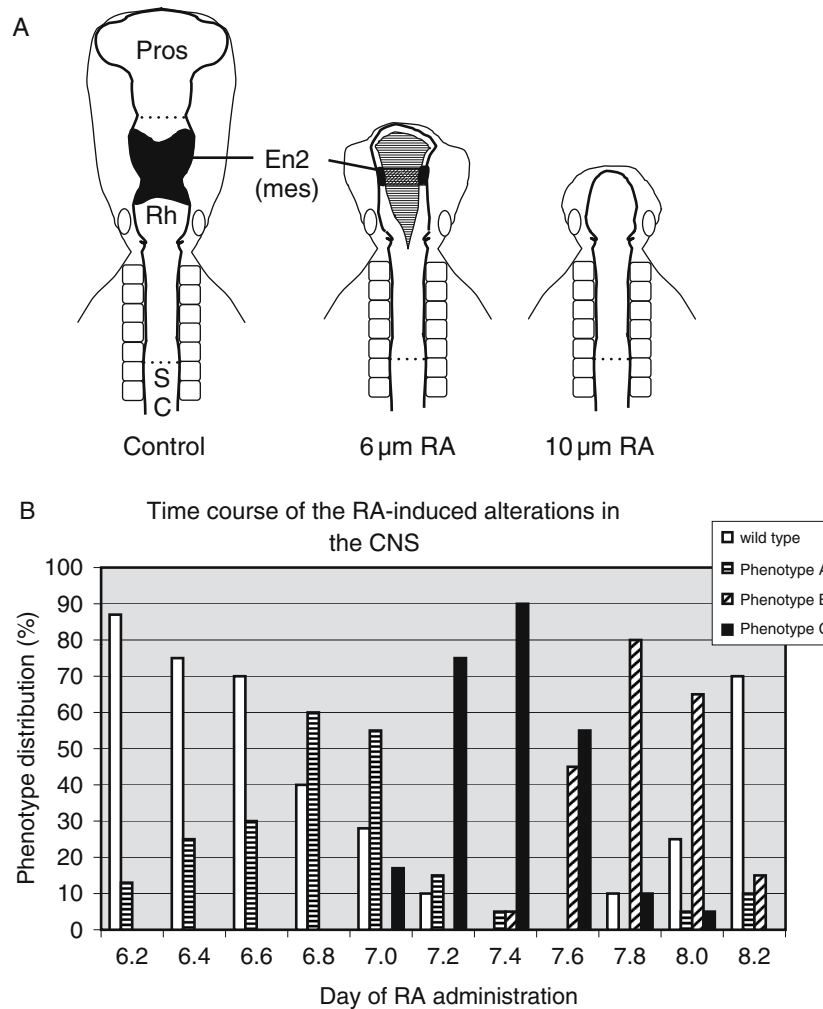 A
Pros
En2
(mes)
Rh
S
C
Control
6 µm RA
10 µm RA
B
Time course of the RA-induced alterations in
the CNS
wild type
Phenotype A
Phenotype
Phenotype
Phenotype distribution (%)
100
90
80
70
60
50
40
30
20
10
0
6.2 6.4 6.6 6.8 7.0 7.2 7.4 7.6 7.8 8.0 8.2
Day of RA administration